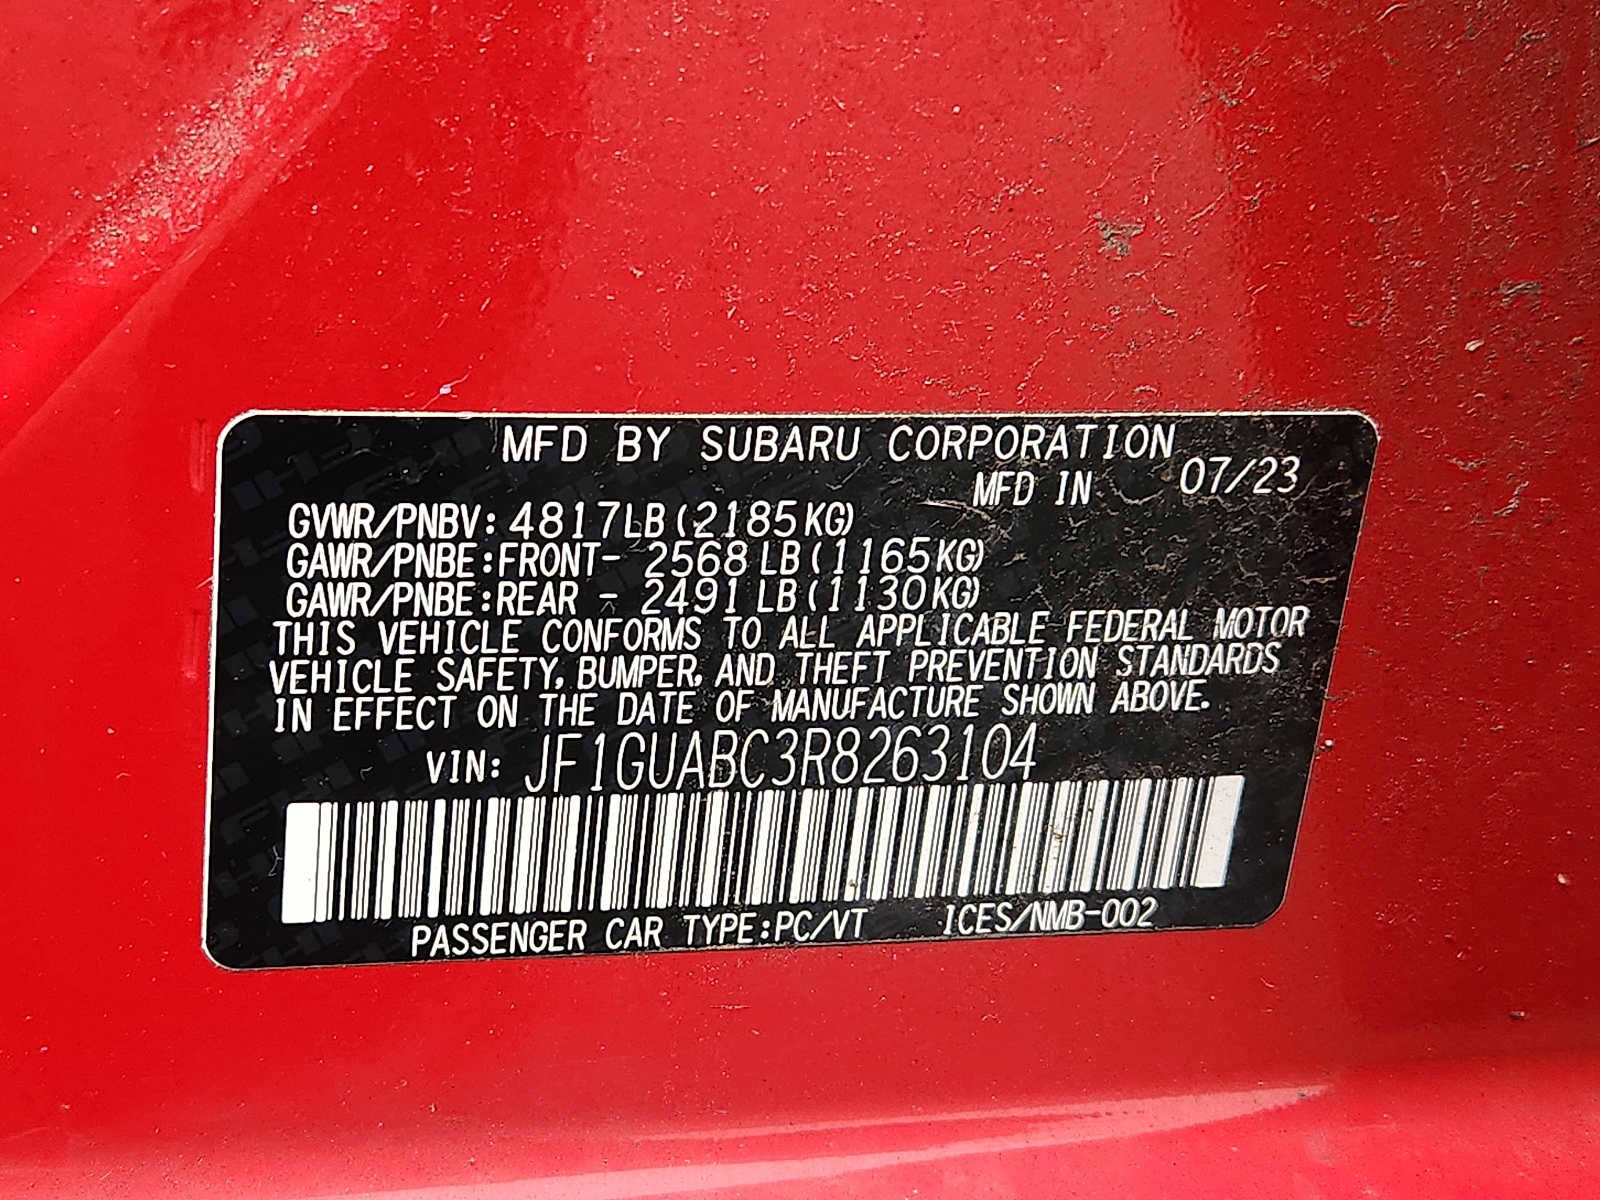 MFD BY SUBARU CORPORATION
MFD IN 07/23
GVWR/PNBV: 4817LB (2185KG)
GAWR/PNBE:FRONT- 2568 LB (1165KG)
GAWR/PNBE:REAR - 2491 LB (1130KG)
THIS VEHICLE CONFORMS TO ALL APPLICABLE FEDERAL MOTOR
VEHICLE SAFETY, BUMPER, AND THEFT PREVENTION STANDARDS
IN EFFECT ON THE DATE OF MANUFACTURE SHOWN ABOVE.
VIN: JF1GUABC3R8263104
PASSENGER CAR TYPE:PC/VT ICES/NMB-002